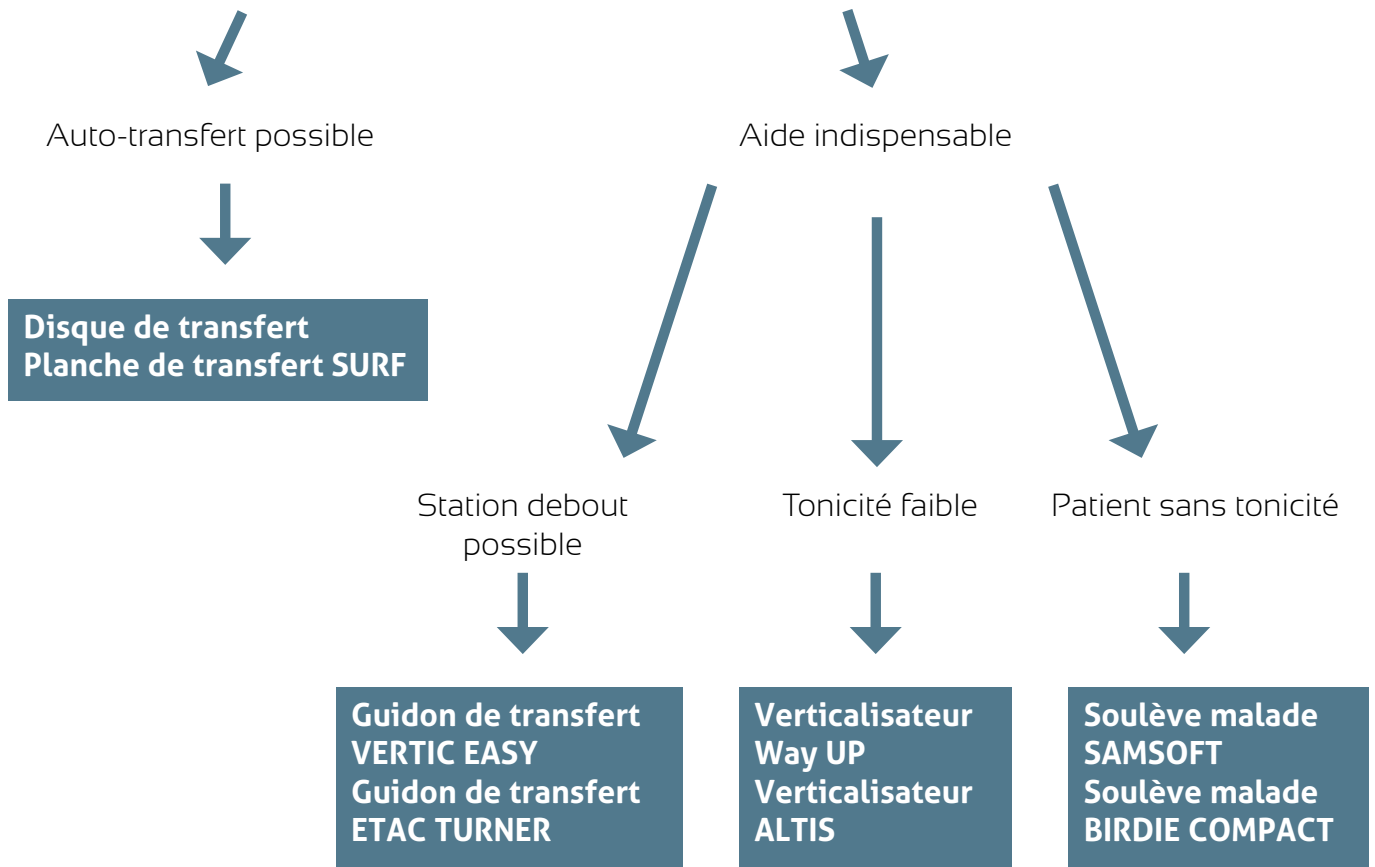 Auto-transfert possible
Aide indispensable
Disque de transfert
Planche de transfert SURF
Station debout
possible
Tonicité faible
Patient sans tonicité
Guidon de transfert
VERTIC EASY
Guidon de transfert
ETAC TURNER
Verticalisateur
Way UP
Verticalisateur
ALTIS
Soulève malade
SAMSOFT
Soulève malade
BIRDIE COMPACT